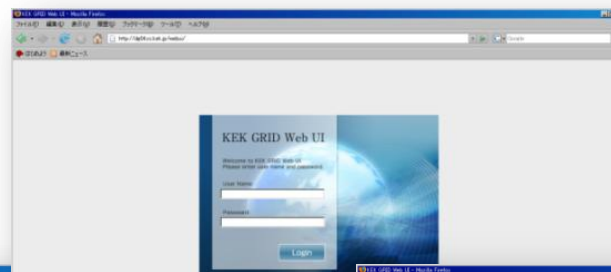 KEK GRID Web UI - Mozilla Firefox
ファイル(F) 編集(E) 表示(V) 履歴(S) ブックマーク(B) ツール(T) ヘルプ(H)
Google
はじめよう 最新ニュース
KEK GRID Web UI
Welcome to KEK GRID Web UI
Please enter user name and password
User Name
Password
Login
KEK GRID Web UI - Mozilla Firefox